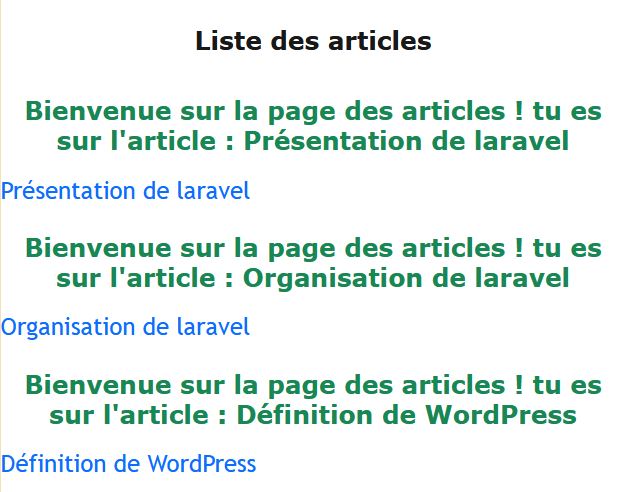 Liste des articles
Bienvenue sur la page des articles ! tu es
sur l'article : Présentation de laravel
Présentation de laravel
Bienvenue sur la page des articles ! tu es
sur l'article : Organisation de laravel
Organisation de laravel
Bienvenue sur la page des articles ! tu es
sur l'article : Définition de WordPress
Définition de WordPress